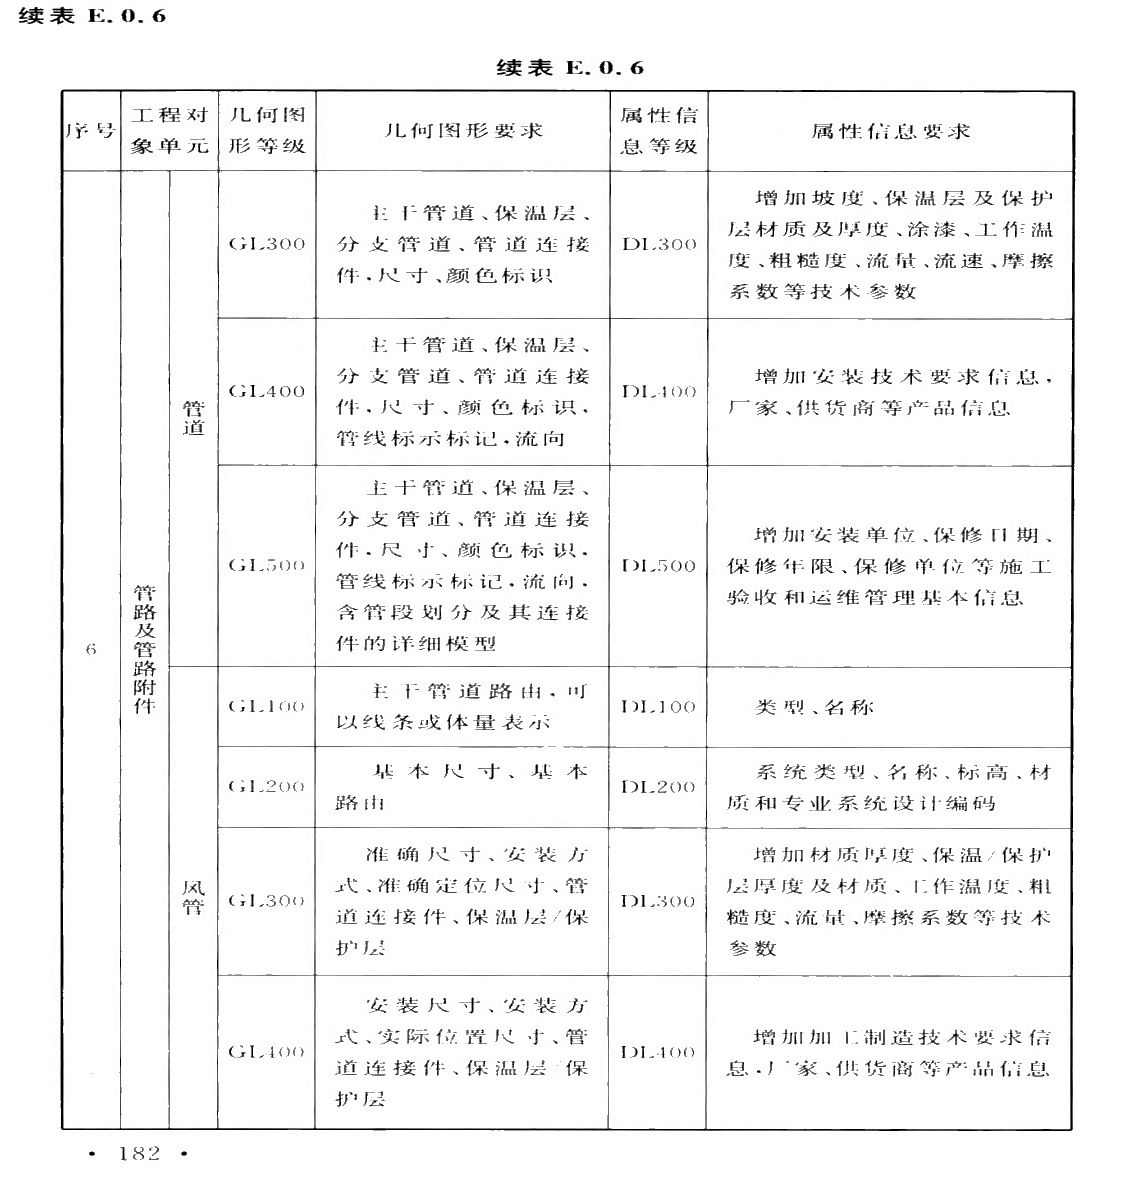 续表 E.0.6
续表 E.0.6
序号
工程对
象单元
几何图
形等级
几何图形要求
属性信
息等级
属性信息要求
6
管路及管路附件
管道
GL300
主干管道、保温层、
分支管道、管道连接
件,尺寸、颜色标识
DL300
增加坡度、保温层及保护
层材质及厚度、涂漆、工作温
度、粗糙度、流量、流速、摩擦
系数等技术参数
GL400
主干管道、保温层、
分支管道、管道连接
件,尺寸、颜色标识,
管线标示标记,流向
DL400
增加安装技术要求信息,
厂家、供货商等产品信息
GL500
主干管道、保温层、
分支管道、管道连接
件,尺寸、颜色标识,
管线标示标记,流向,
含管段划分及其连接
件的详细模型
DL500
增加安装单位、保修日期、
保修年限、保修单位等施工
验收和运维管理基本信息
风管
GL100
主干管道路由,可
以线条或体量表示
DL100
类型、名称
GL200
基本尺寸、基本
路由
DL200
系统类型、名称、标高、材
质和专业系统设计编码
GL300
准确尺寸、安装方
式、准确定位尺寸、管
道连接件、保温层/保
护层
DL300
增加材质厚度、保温/保护
层厚度及材质、工作温度、粗
糙度、流量、摩擦系数等技术
参数
GL400
安装尺寸、安装方
式、实际位置尺寸、管
道连接件、保温层/保
护层
DL400
增加加工制造技术要求信
息,厂家、供货商等产品信息
· 182 ·